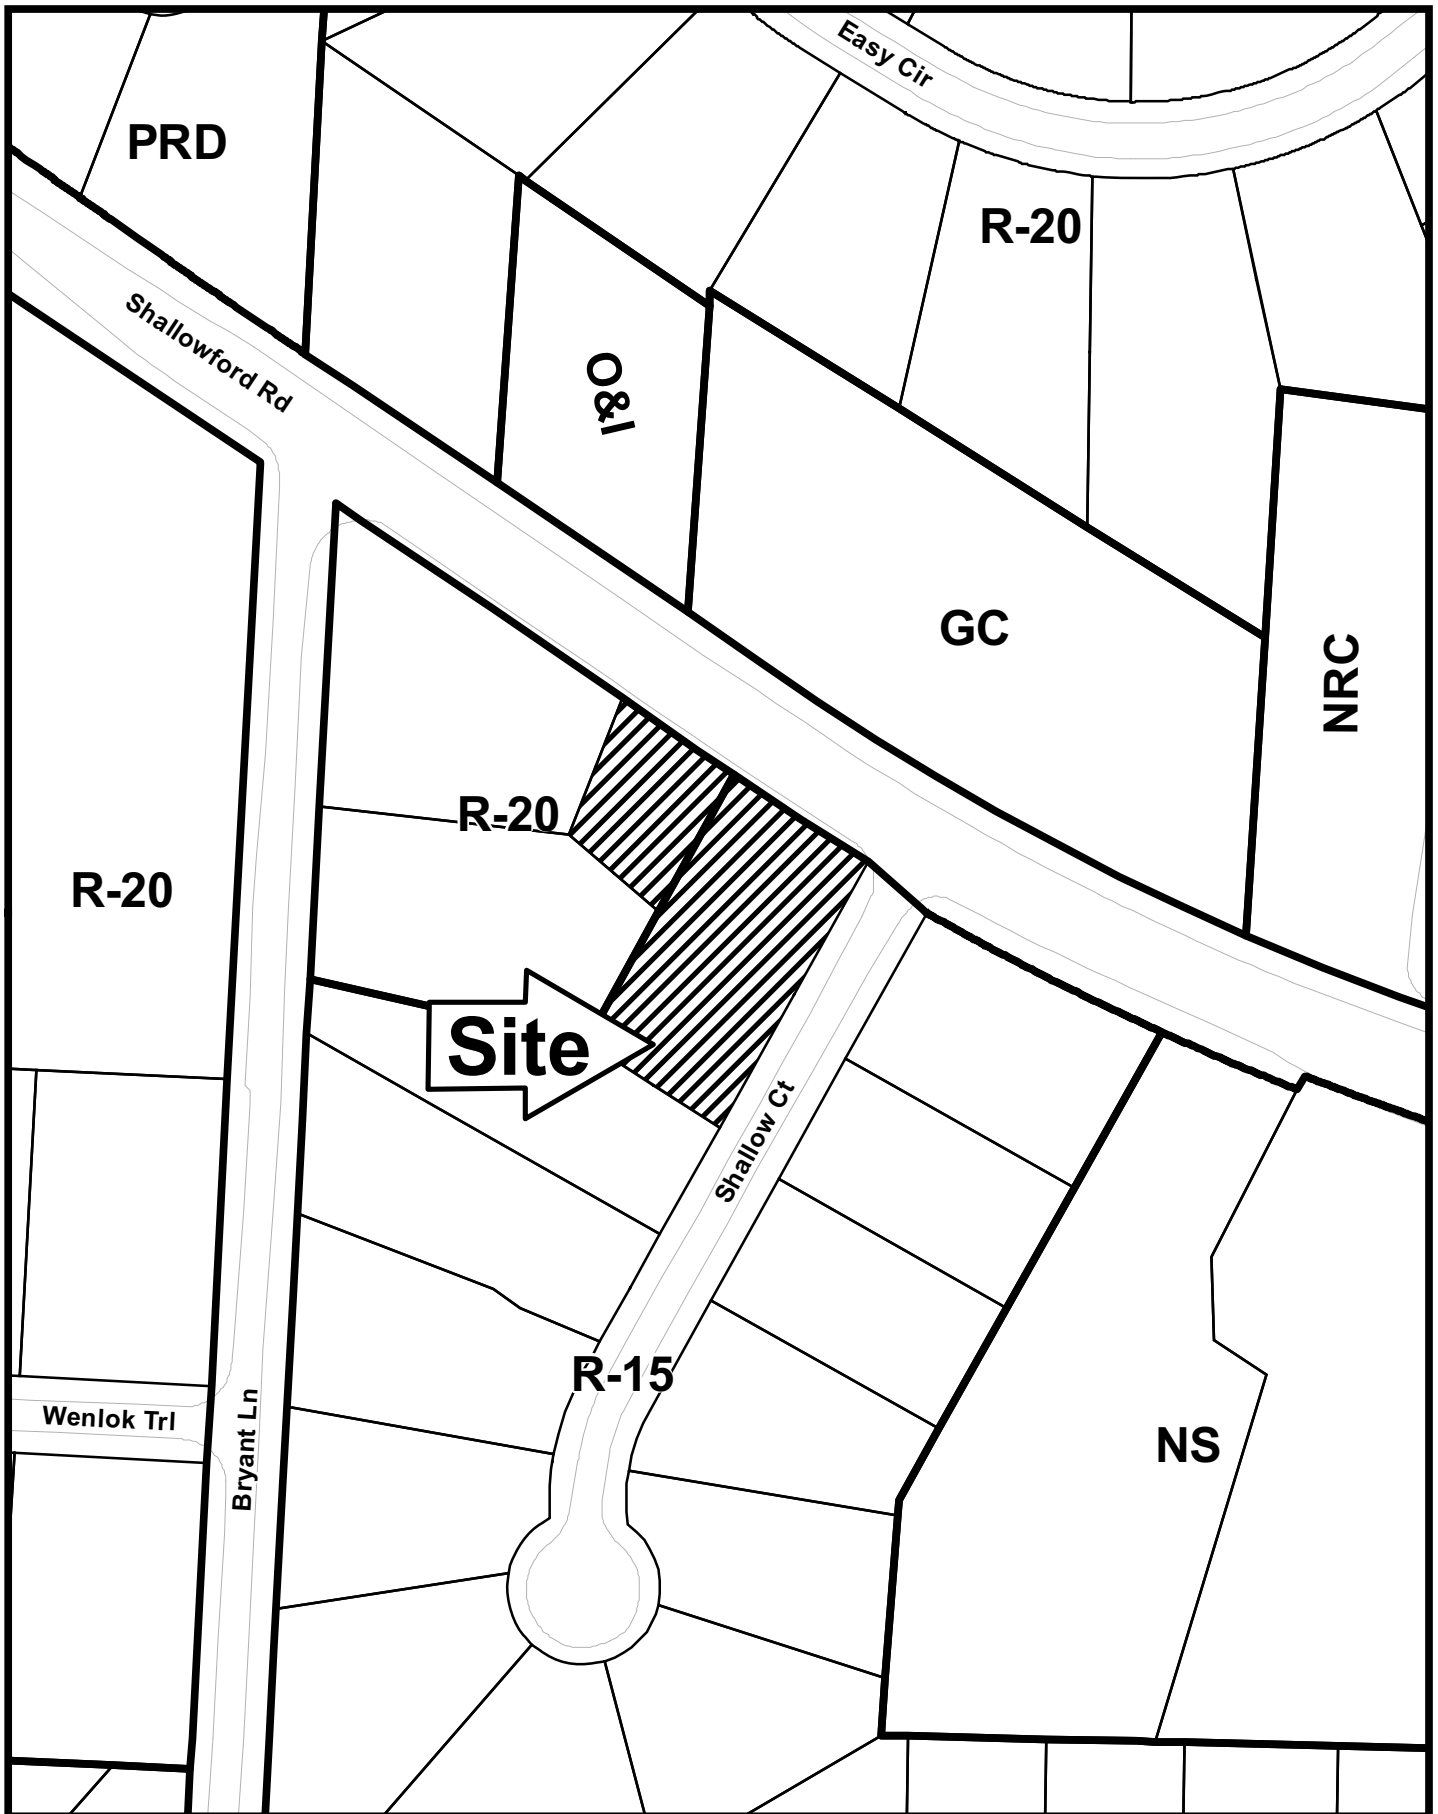 Easy Cir
PRD
R-20
Shallowford Rd
O&I
GC
NRC
R-20
R-20
Site
Shallow Ct
R-15
Wenlok Trl
Bryant Ln
NS